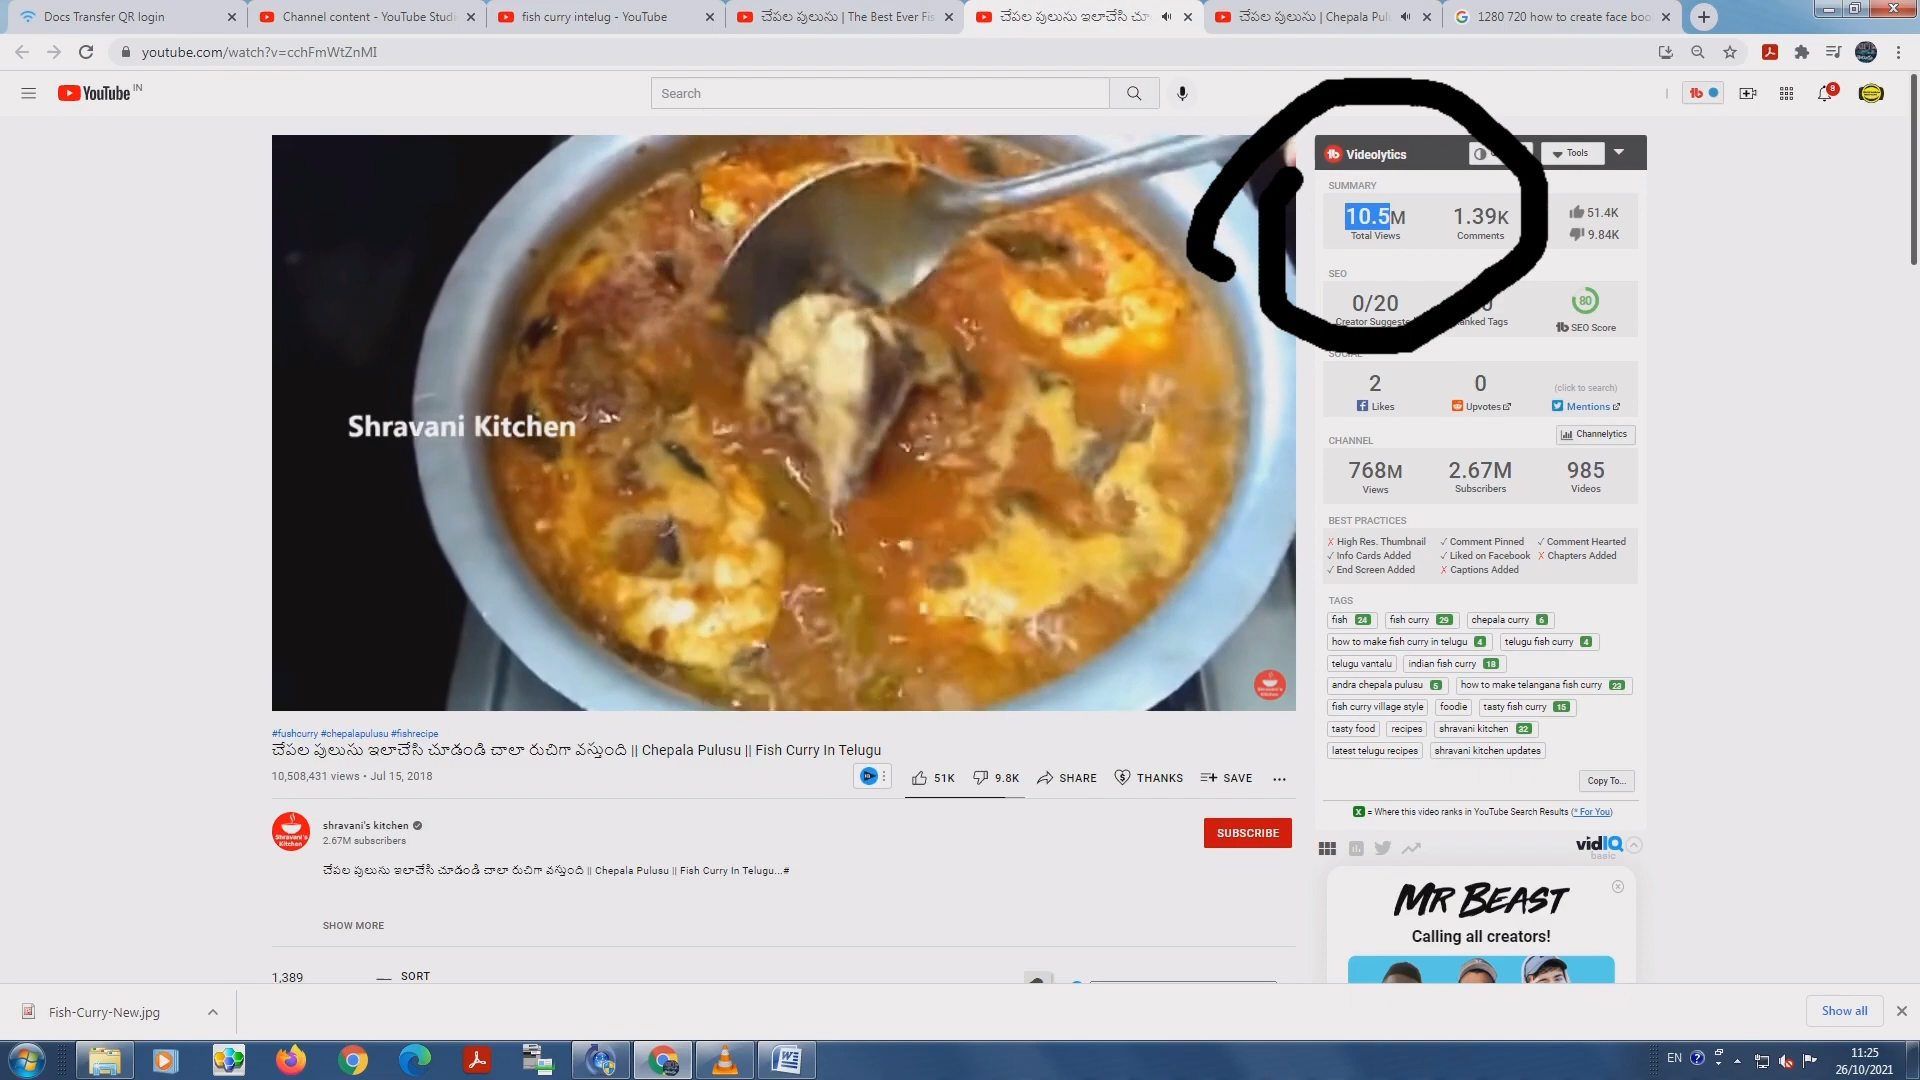 Docs Transfer QR login
Channel content - YouTube Studi
fish curry intelug - YouTube
చేపల పులుసు | The Best Ever Fis
చేపల పులుసు ఇలాచేసి చూ
చేపల పులుసు | Chepala Pulu
1280 720 how to create face boo
youtube.com/watch?v=cchFmWtZnMI
YouTube IN
Search
8
Shravani Kitchen
Shravani's Kitchen
Videolytics
Tools
SUMMARY
10.5M
Total Views
1.39K
Comments
51.4K
9.84K
SEO
0/20
Creator Suggeste
anked Tags
80
SEO Score
SOCIAL
2
Likes
0
Upvotes
(click to search)
Mentions
CHANNEL
Channelytics
768M
Views
2.67M
Subscribers
985
Videos
BEST PRACTICES
✗ High Res. Thumbnail ✓ Comment Pinned ✓ Comment Hearted
✓ Info Cards Added ✓ Liked on Facebook ✗ Chapters Added
✓ End Screen Added ✗ Captions Added
TAGS
fish 24 fish curry 29 chepala curry 6
how to make fish curry in telugu 4 telugu fish curry 4
telugu vantalu indian fish curry 18
andra chepala pulusu 5 how to make telangana fish curry 23
fish curry village style foodie tasty fish curry 15
tasty food recipes shravani kitchen 32
latest telugu recipes shravani kitchen updates
Copy To...
X = Where this video ranks in YouTube Search Results (* For You)
vidIQ
basic
MR BEAST
Calling all creators!
#fushcurry #chepalapulusu #fishrecipe
చేపల పులుసు ఇలాచేసి చూడండి చాలా రుచిగా వస్తుంది || Chepala Pulusu || Fish Curry In Telugu
10,508,431 views • Jul 15, 2018
51K 9.8K SHARE THANKS SAVE
Shravani's Kitchen
shravani's kitchen
2.67M subscribers
SUBSCRIBE
చేపల పులుసు ఇలాచేసి చూడండి చాలా రుచిగా వస్తుంది || Chepala Pulusu || Fish Curry In Telugu...#
SHOW MORE
1,389
SORT
Fish-Curry-New.jpg
Show all
EN
11:25
26/10/2021